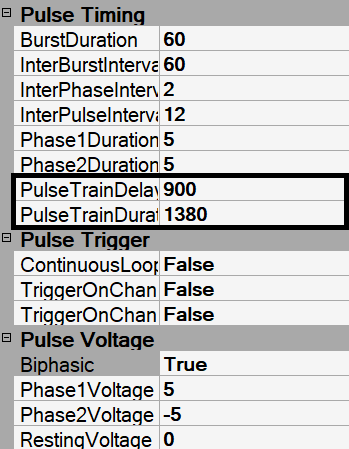 Pulse Timing
BurstDuration 60
InterBurstInterva 60
InterPhaseInterv 2
InterPulseInterv 12
Phase1Duration 5
Phase2Duration 5
PulseTrainDelay 900
PulseTrainDurat 1380
Pulse Trigger
ContinuousLoop False
TriggerOnChan False
TriggerOnChan False
Pulse Voltage
Biphasic True
Phase1Voltage 5
Phase2Voltage -5
RestingVoltage 0